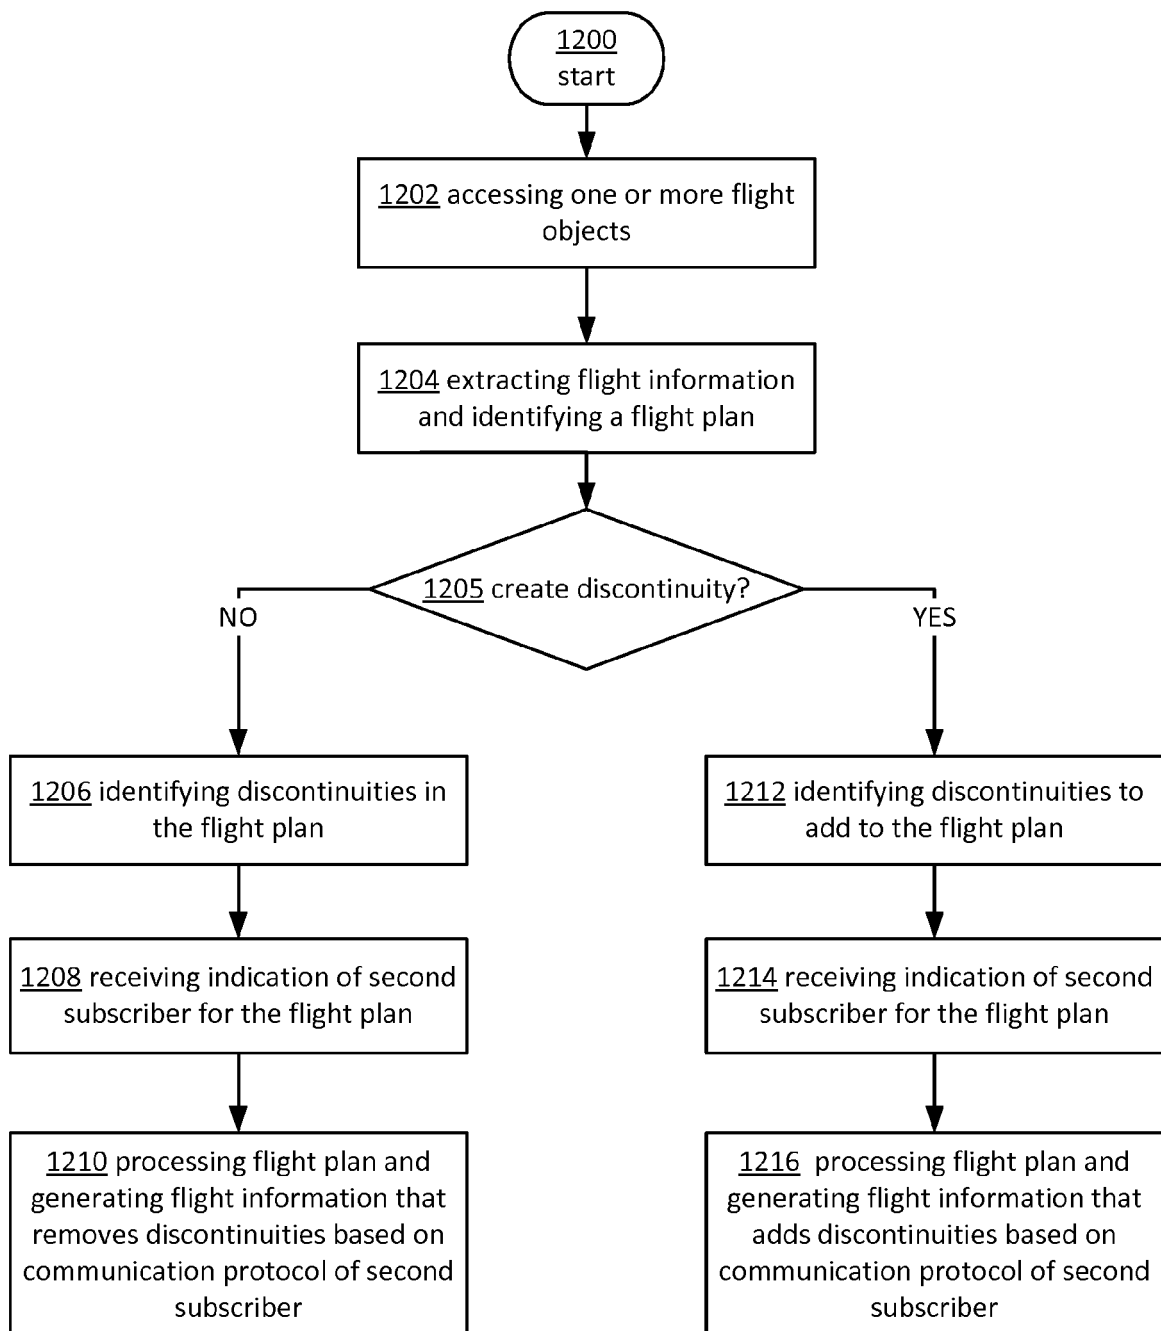 1200
start
1202 accessing one or more flight
objects
1204 extracting flight information
and identifying a flight plan
1205 create discontinuity?
NO
YES
1206 identifying discontinuities in
the flight plan
1212 identifying discontinuities to
add to the flight plan
1208 receiving indication of second
subscriber for the flight plan
1214 receiving indication of second
subscriber for the flight plan
1210 processing flight plan and
generating flight information that
removes discontinuities based on
communication protocol of second
subscriber
1216 processing flight plan and
generating flight information that
adds discontinuities based on
communication protocol of second
subscriber